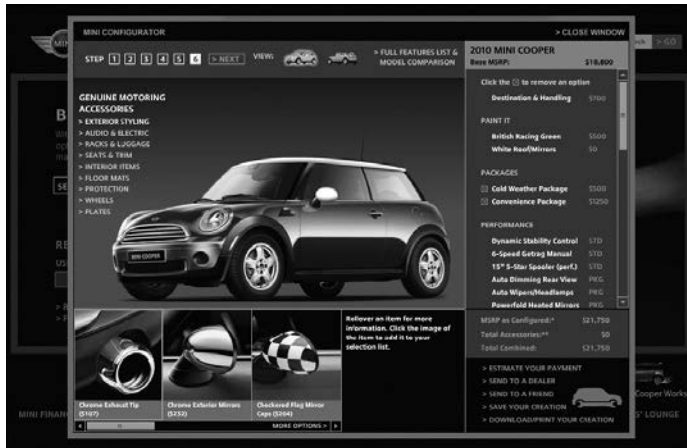 MINI CONFIGURATOR
> CLOSE WINDOW
STEP 1 2 3 4 5 6 > NEXT VIEW:
> FULL FEATURES LIST &
MODEL COMPARISON
2010 MINI COOPER
Base MSRP: $18,800
Click the to remove an option
Destination & Handling $700
PAINT IT
British Racing Green $500
White Roof/Mirrors $0
PACKAGES
Cold Weather Package $500
Convenience Package $1250
PERFORMANCE
Dynamic Stability Control STD
6-Speed Getrag Manual STD
15" 5-Star Spooler (perf.) STD
Auto Dimming Rear View PKG
Auto Wipers/Headlamps PKG
Powerfold Heated Mirrors PKG
MSRP as Configured:* $21,750
Total Accessories:** $0
Total Combined: $21,750
> ESTIMATE YOUR PAYMENT
> SEND TO A DEALER
> SEND TO A FRIEND
> SAVE YOUR CREATION
> DOWNLOAD/PRINT YOUR CREATION
GENUINE MOTORING
ACCESSORIES
> EXTERIOR STYLING
> AUDIO & ELECTRIC
> RACKS & LUGGAGE
> SEATS & TRIM
> INTERIOR ITEMS
> FLOOR MATS
> PROTECTION
> WHEELS
> PLATES
MINI COOPER
Rollover an item for more
information. Click the image of
the item to add it to your
selection list.
Chrome Exhaust Tip
($107)
Chrome Exterior Mirrors
($232)
Checkered Flag Mirror
Caps ($264)
MORE OPTIONS >
MINI FINAN
Cooper Works
' LOUNGE
> GO